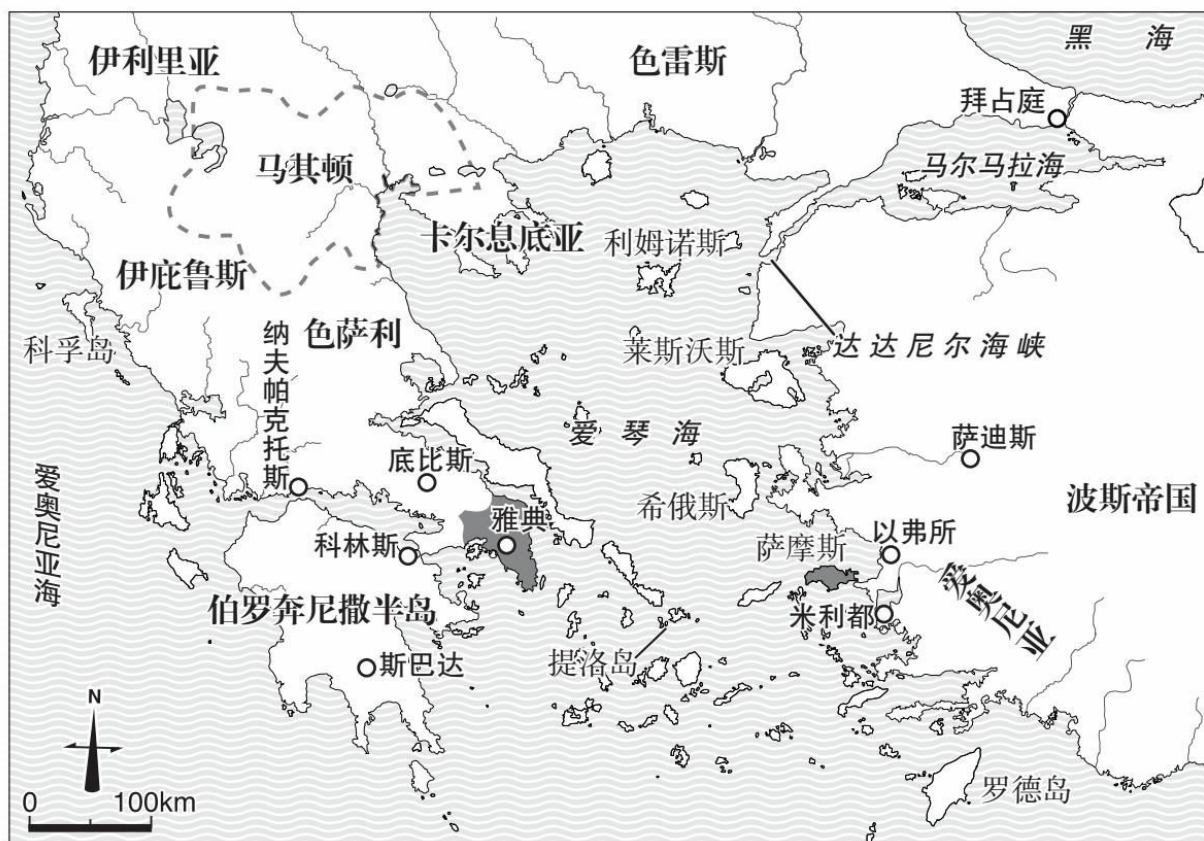 黑海
伊利里亚
色雷斯
拜占庭
马其顿
马尔马拉海
卡尔息底亚
利姆诺斯
伊庇鲁斯
科孚岛
纳夫帕克托斯
色萨利
莱斯沃斯
达达尼尔海峡
爱琴海
底比斯
萨迪斯
爱奥尼亚海
希俄斯
波斯帝国
雅典
科林斯
萨摩斯
以弗所
爱奥尼亚
伯罗奔尼撒半岛
米利都
斯巴达
提洛岛
N
0 100km
罗德岛